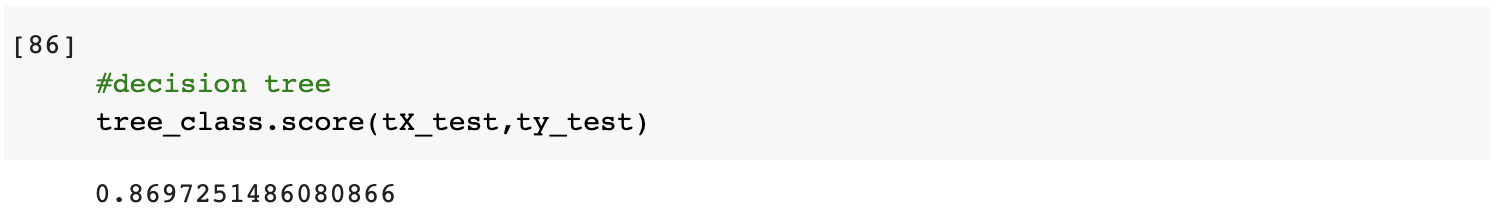 [86]
#decision tree
tree_class.score(tX_test,ty_test)
0.8697251486080866